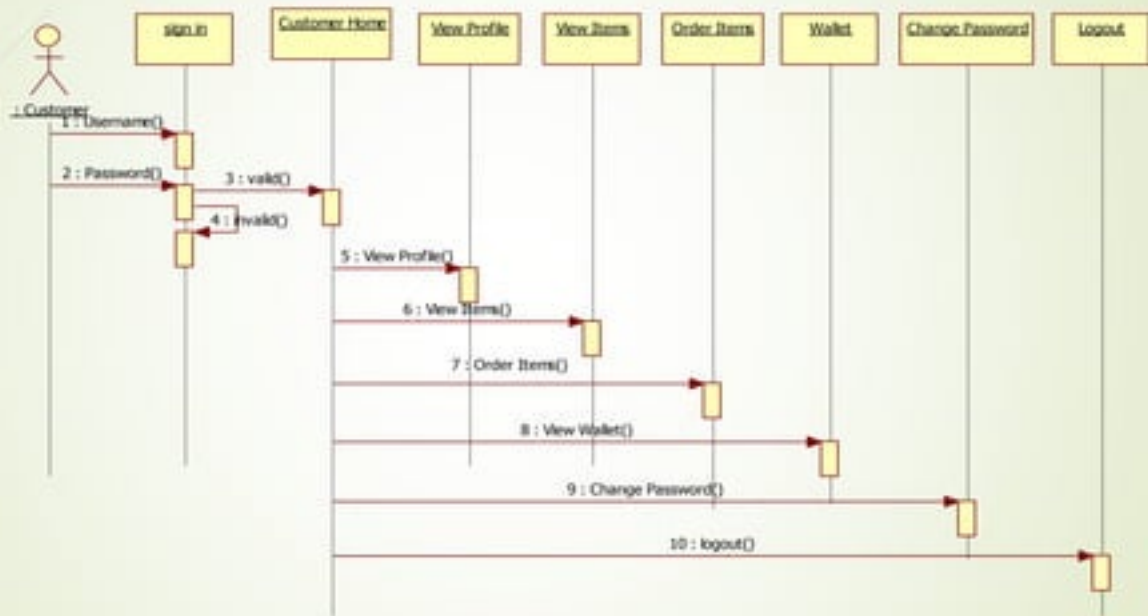 sign in
Customer Home
View Profile
View Items
Order Items
Wallet
Change Password
Logout
: Customer
1 : Username()
2 : Password()
3 : valid()
4 : invalid()
5 : View Profile()
6 : View Items()
7 : Order Items()
8 : View Wallet()
9 : Change Password()
10 : logout()